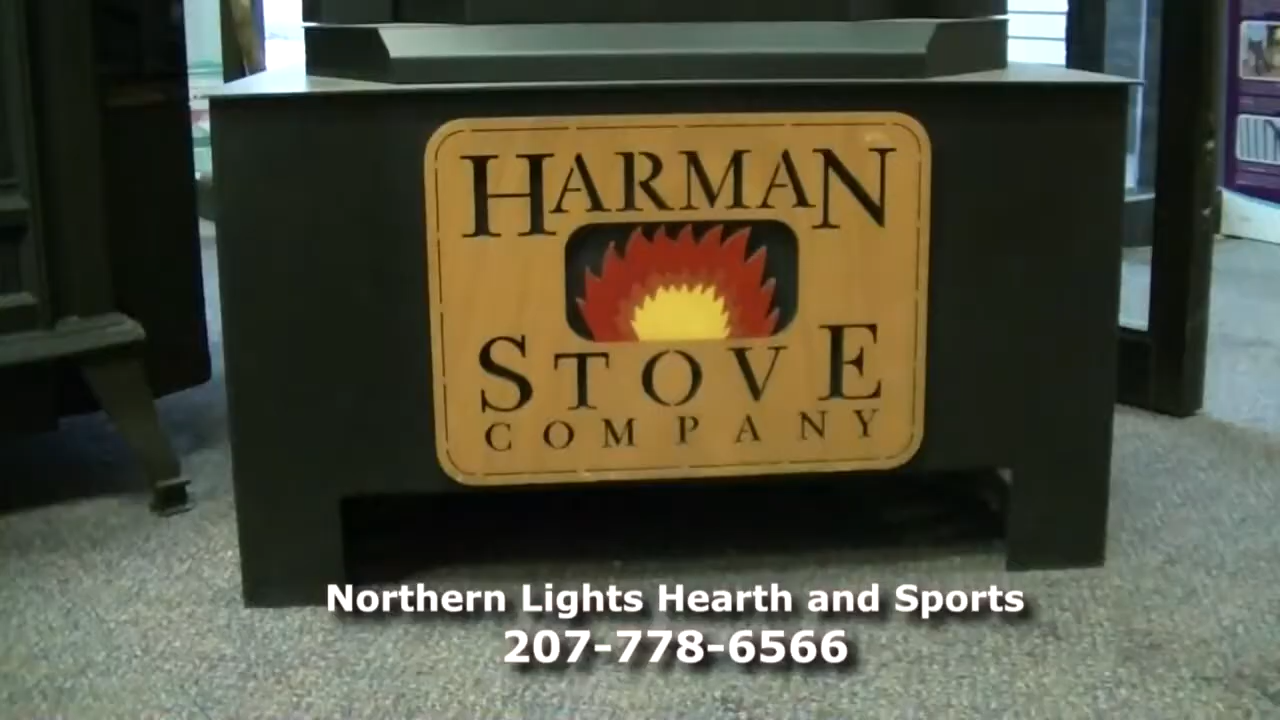 HARMAN
STOVE
COMPANY
Northern Lights Hearth and Sports
207-778-6566